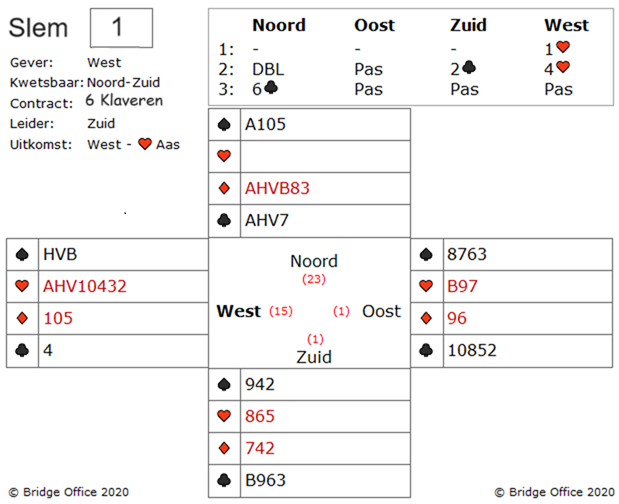 Slem 1
Gever: West
Kwetsbaar: Noord-Zuid
Contract: 6 Klaveren
Leider: Zuid
Uitkomst: West - ♥ Aas
Noord Oost Zuid West
1: - - - 1♥
2: DBL Pas 2♣ 4♥
3: 6♣ Pas Pas Pas
♠ A105
♥
♦ AHVB83
♣ AHV7
♠ HVB
♥ AHV10432
♦ 105
♣ 4
Noord
(23)
West (15) (1) Oost
(1)
Zuid
♠ 8763
♥ B97
♦ 96
♣ 10852
♠ 942
♥ 865
♦ 742
♣ B963
© Bridge Office 2020
© Bridge Office 2020